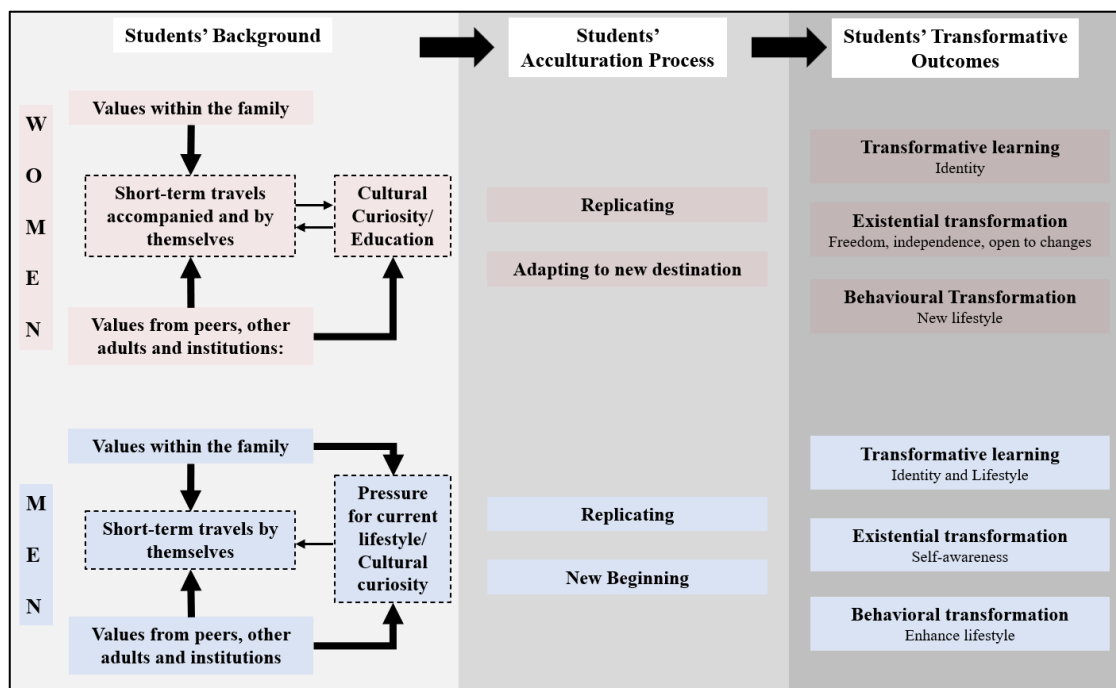 Students' Background
Students'
Acculturation Process
Students' Transformative
Outcomes
W
O
M
E
N
Values within the family
Short-term travels
accompanied and by
themselves
Cultural
Curiosity/
Education
Values from peers, other
adults and institutions:
Replicating
Adapting to new destination
Transformative learning
Identity
Existential transformation
Freedom, independence, open to changes
Behavioural Transformation
New lifestyle
M
E
N
Values within the family
Short-term travels by
themselves
Pressure
for current
lifestyle/
Cultural
curiosity
Values from peers, other
adults and institutions
Replicating
New Beginning
Transformative learning
Identity and Lifestyle
Existential transformation
Self-awareness
Behavioral transformation
Enhance lifestyle